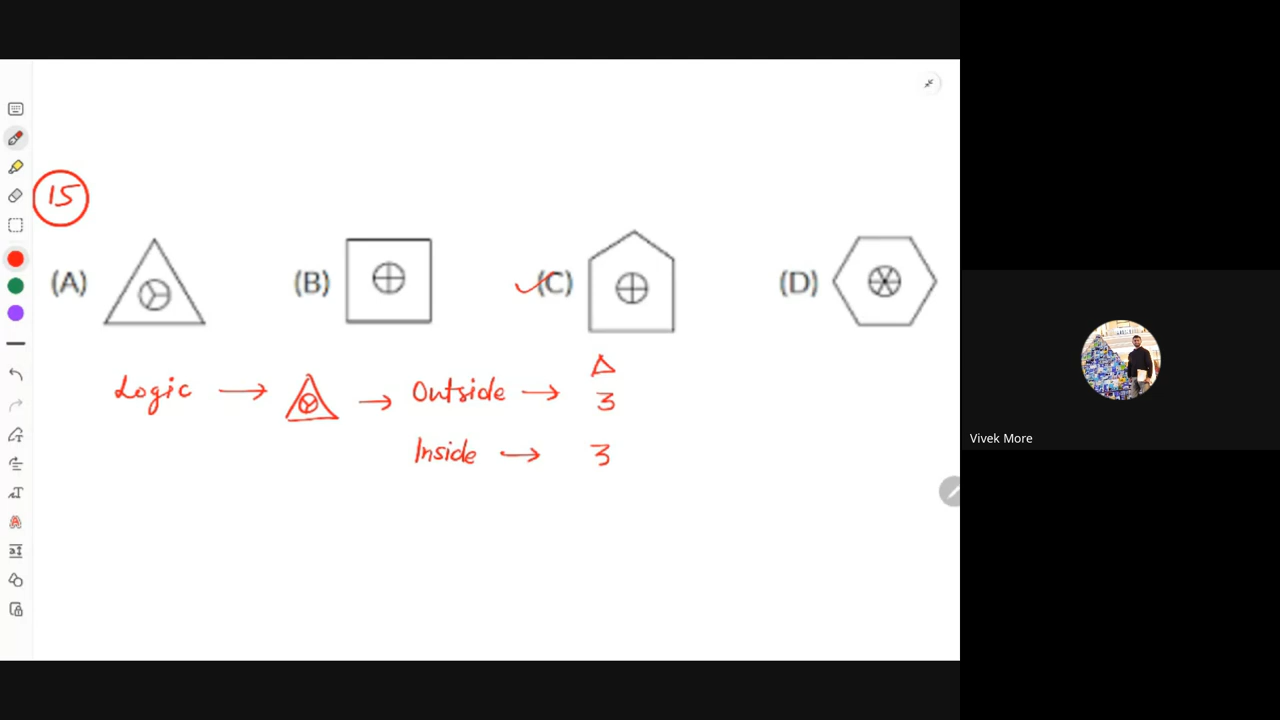 15
(A) (B) (C) (D)
Logic → → Outside → 3
Inside → 3
Vivek More